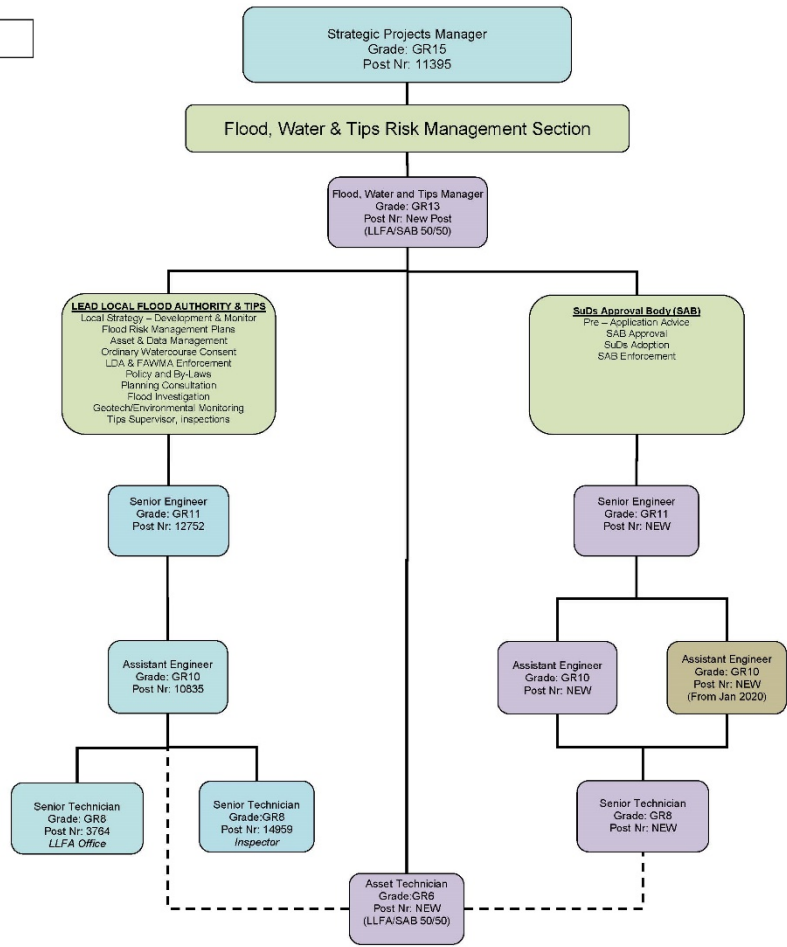 Strategic Projects Manager
Grade: GR15
Post Nr: 11395
Flood, Water & Tips Risk Management Section
Flood, Water and Tips Manager
Grade: GR13
Post Nr: New Post
(LLFA/SAB 50/50)
LEAD LOCAL FLOOD AUTHORITY & TIPS
Local Strategy – Development & Monitor
Flood Risk Management Plans
Asset & Data Management
Ordinary Watercourse Consent
LDA & FAWMA Enforcement
Policy and By-Laws
Planning Consultation
Flood Investigation
Geotech/Environmental Monitoring
Tips Supervisor, inspections
SuDs Approval Body (SAB)
Pre – Application Advice
SAB Approval
SuDs Adoption
SAB Enforcement
Senior Engineer
Grade: GR11
Post Nr: 12752
Senior Engineer
Grade: GR11
Post Nr: NEW
Assistant Engineer
Grade: GR10
Post Nr: 10835
Assistant Engineer
Grade: GR10
Post Nr: NEW
Assistant Engineer
Grade: GR10
Post Nr: NEW
(From Jan 2020)
Senior Technician
Grade: GR8
Post Nr: 3764
LLFA Office
Senior Technician
Grade:GR8
Post Nr: 14959
Inspector
Senior Technician
Grade: GR8
Post Nr: NEW
Asset Technician
Grade:GR6
Post Nr: NEW
(LLFA/SAB 50/50)